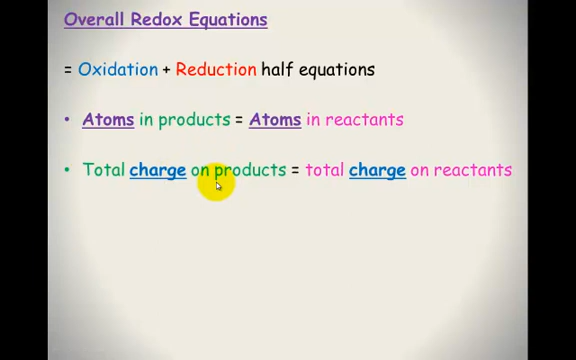 Overall Redox Equations
= Oxidation + Reduction half equations
• Atoms in products = Atoms in reactants
• Total charge on products = total charge on reactants